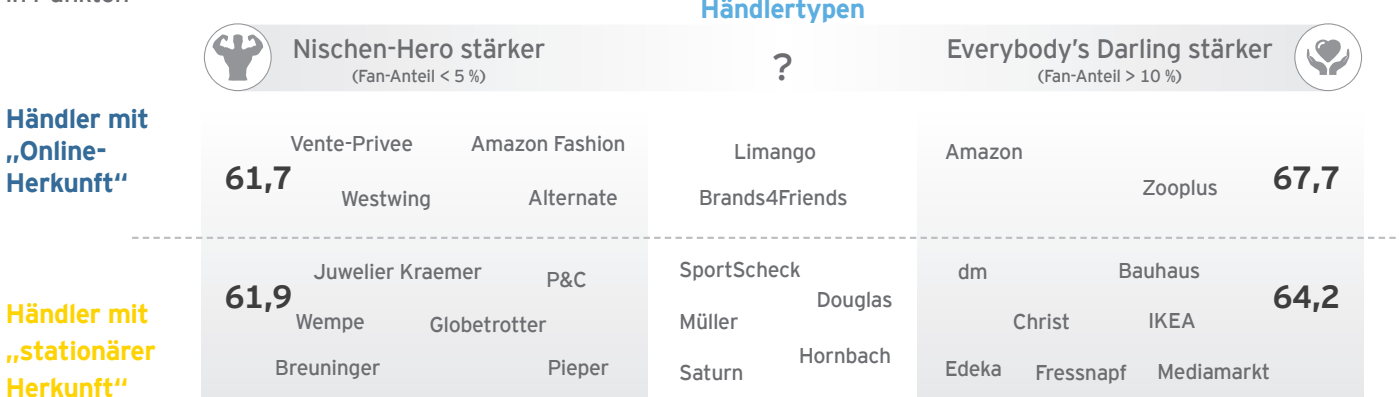 in Punkten
Händlertypen
Nischen-Hero stärker
(Fan-Anteil < 5 %)
?
Everybody's Darling stärker
(Fan-Anteil > 10 %)
Händler mit
„Online-
Herkunft“
61,7
Vente-Privee
Amazon Fashion
Westwing
Alternate
Limango
Brands4Friends
Amazon
Zooplus
67,7
Händler mit
„stationärer
Herkunft“
61,9
Juwelier Kraemer
P&C
Wempe
Globetrotter
Breuninger
Pieper
SportScheck
Douglas
Müller
Hornbach
Saturn
dm
Bauhaus
Christ
IKEA
Edeka
Fressnapf
Mediamarkt
64,2